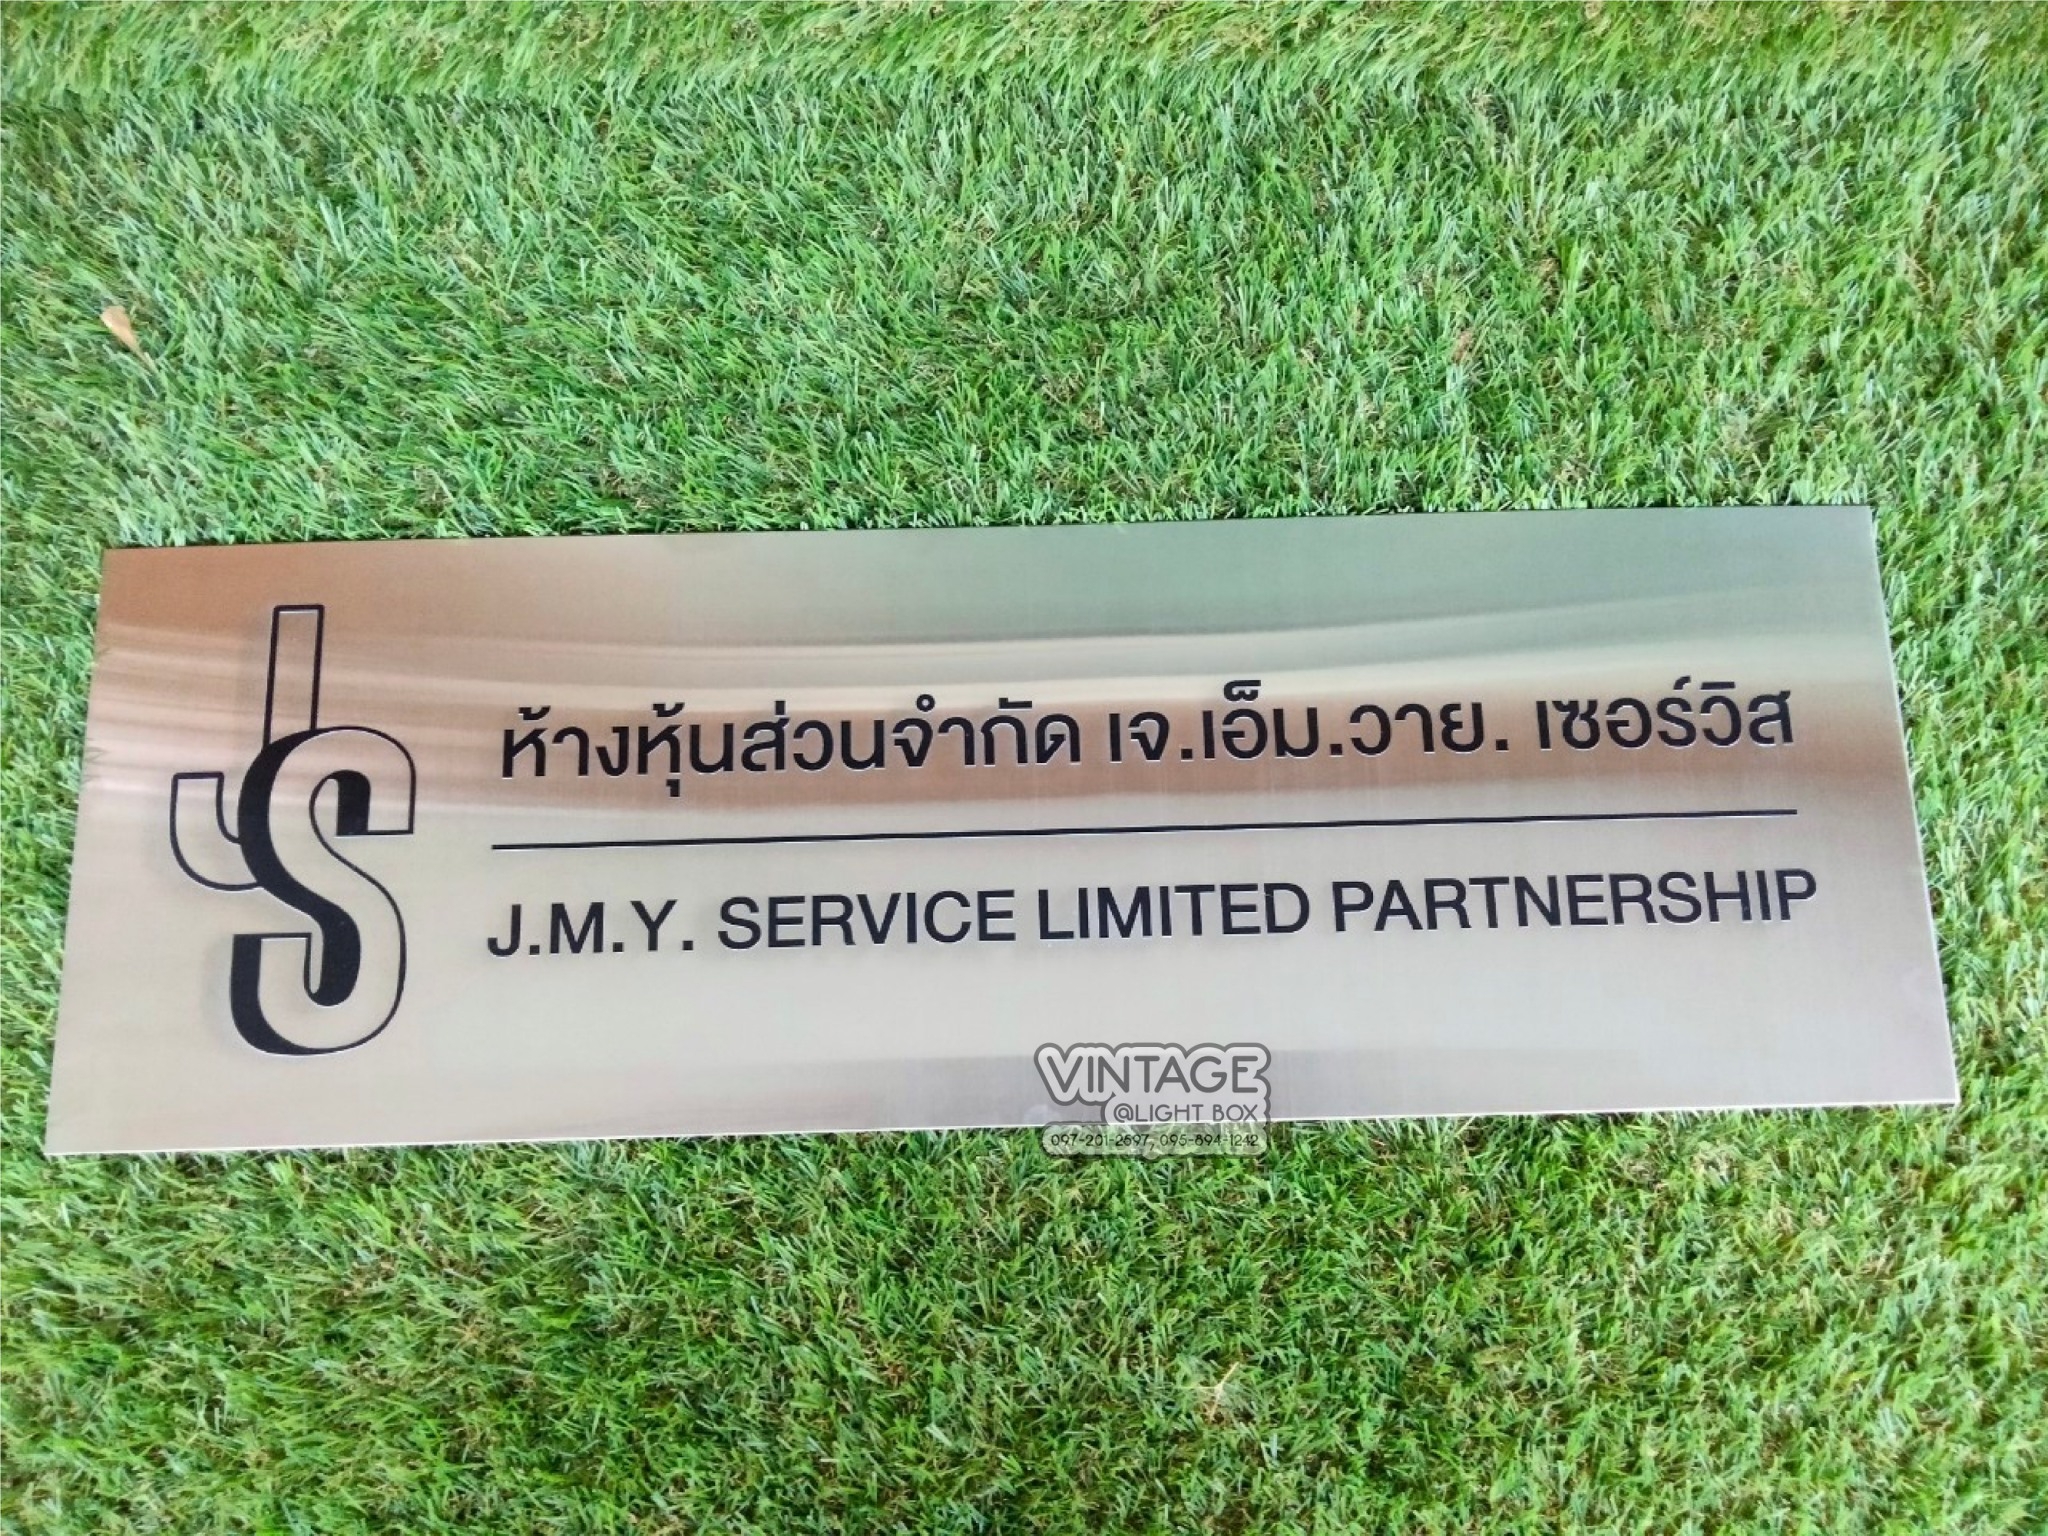 JS
ห้างหุ้นส่วนจำกัด เจ.เอ็ม.วาย. เซอร์วิส
J.M.Y. SERVICE LIMITED PARTNERSHIP
VINTAGE
@LIGHT BOX
097-201-2597, 095-894-1242